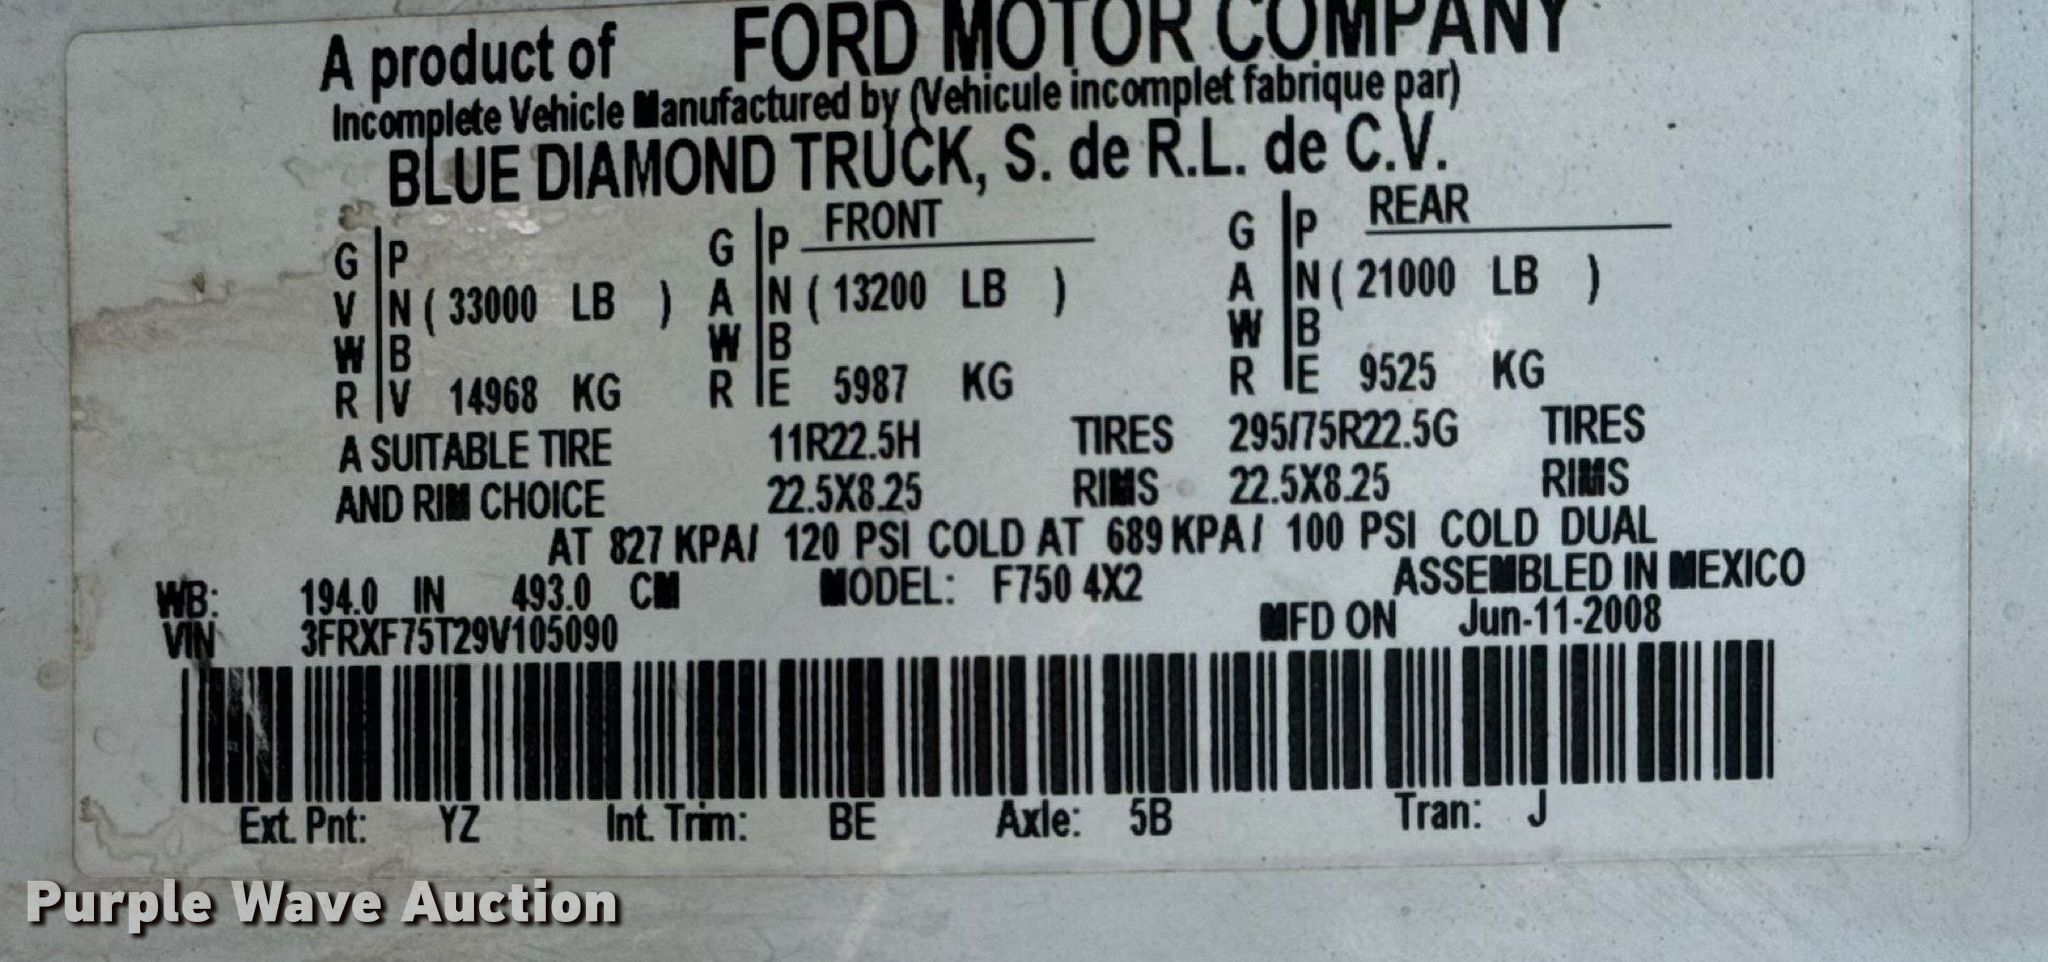 A product of FORD MOTOR COMPANY
Incomplete Vehicle Manufactured by (Vehicule incomplet fabrique par)
BLUE DIAMOND TRUCK, S. de R.L. de C.V.
FRONT REAR
G P G P G P
V N ( 33000 LB ) A N ( 13200 LB ) A N ( 21000 LB )
W B W B W B
R V 14968 KG R E 5987 KG R E 9525 KG
A SUITABLE TIRE 11R22.5H TIRES 295/75R22.5G TIRES
AND RIM CHOICE 22.5X8.25 RIMS 22.5X8.25 RIMS
AT 827 KPA/ 120 PSI COLD AT 689 KPA/ 100 PSI COLD DUAL
WB: 194.0 IN 493.0 CM MODEL: F750 4X2 ASSEMBLED IN MEXICO
VIN 3FRXF75T29V105090 MFD ON Jun-11-2008
Ext. Pnt: YZ Int. Trim: BE Axle: 5B Tran: J
Purple Wave Auction